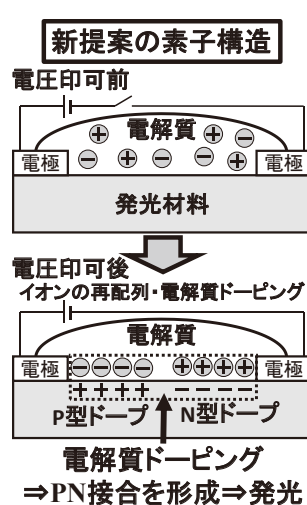 新提案の素子構造
電圧印可前
電解質
電極 電極
発光材料
電圧印可後
イオンの再配列・電解質ドーピング
電解質
電極 電極
P型ドープ N型ドープ
電解質ドーピング
⇒PN接合を形成⇒発光